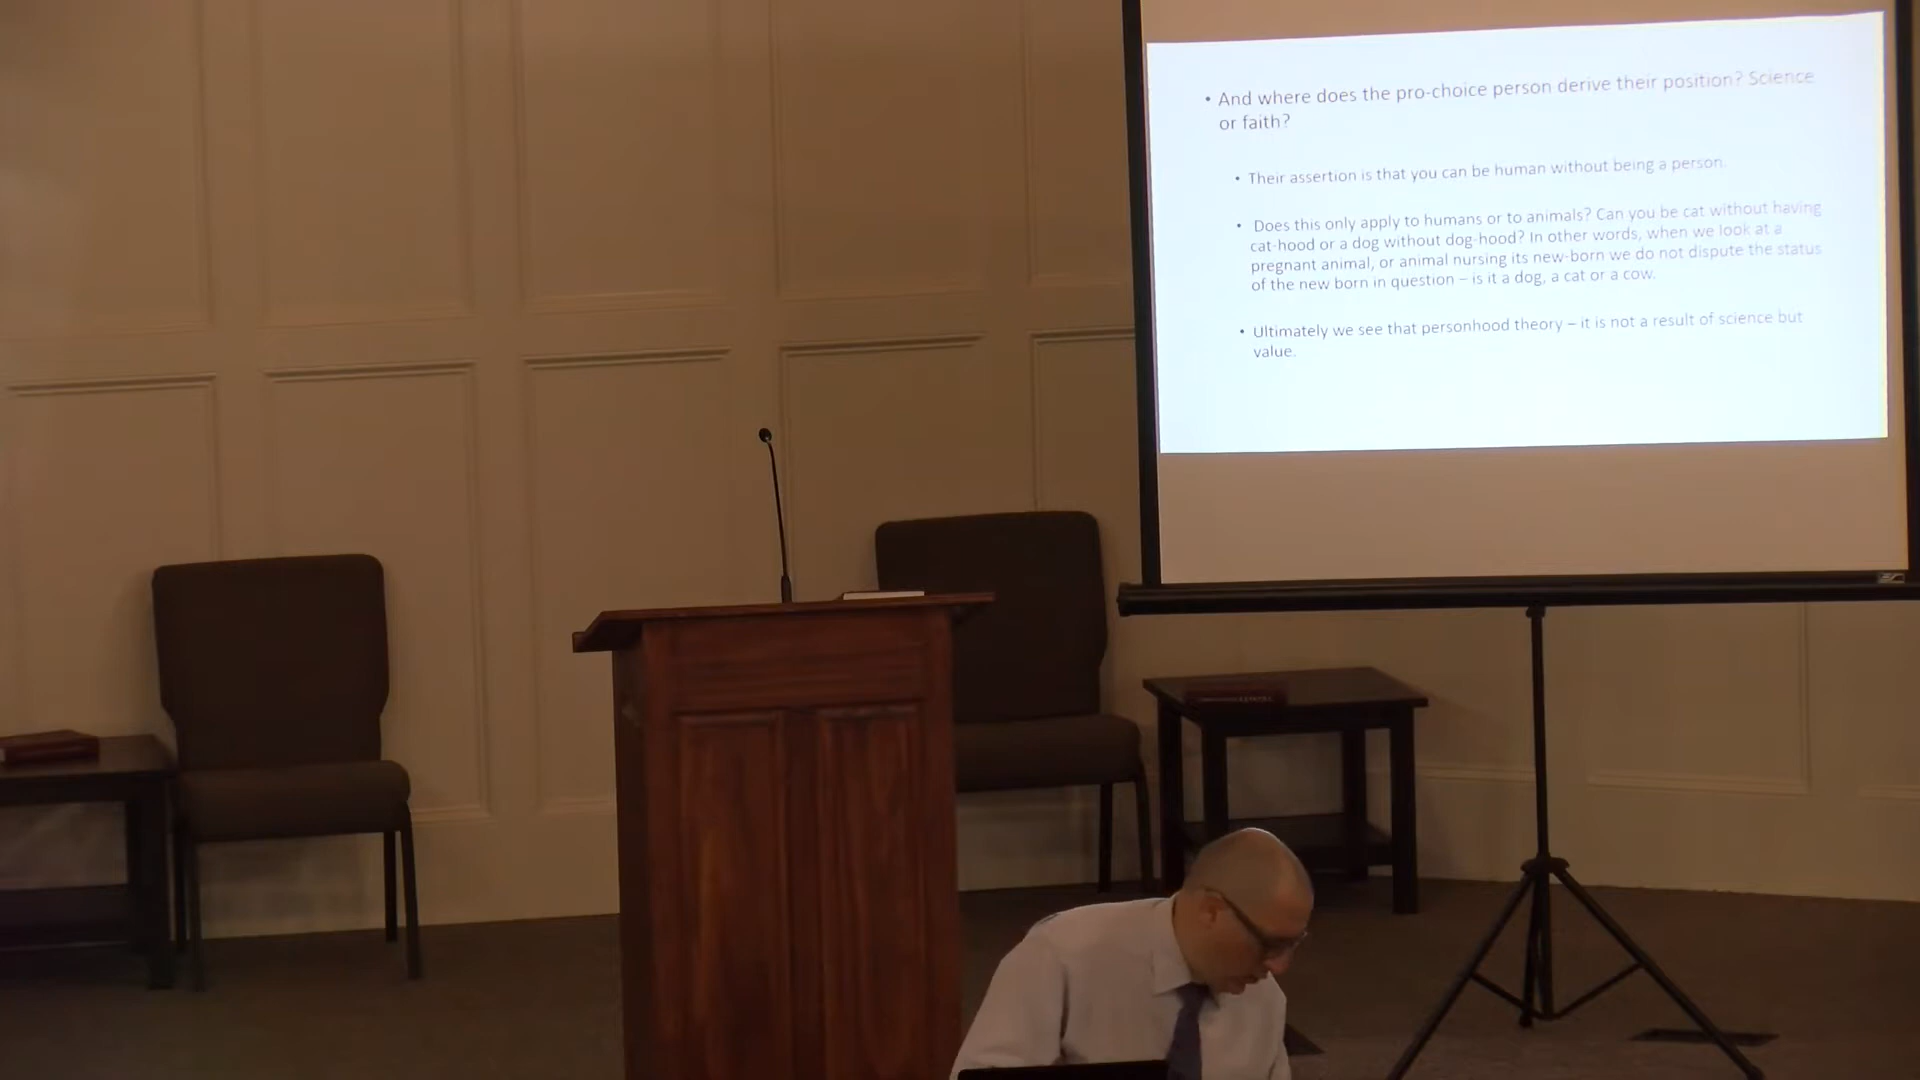 • And where does the pro-choice person derive their position? Science
or faith?
• Their assertion is that you can be human without being a person.
• Does this only apply to humans or to animals? Can you be cat without having
cat-hood or a dog without dog-hood? In other words, when we look at a
pregnant animal, or animal nursing its new-born we do not dispute the status
of the new born in question – is it a dog, a cat or a cow.
• Ultimately we see that personhood theory – it is not a result of science but
value.